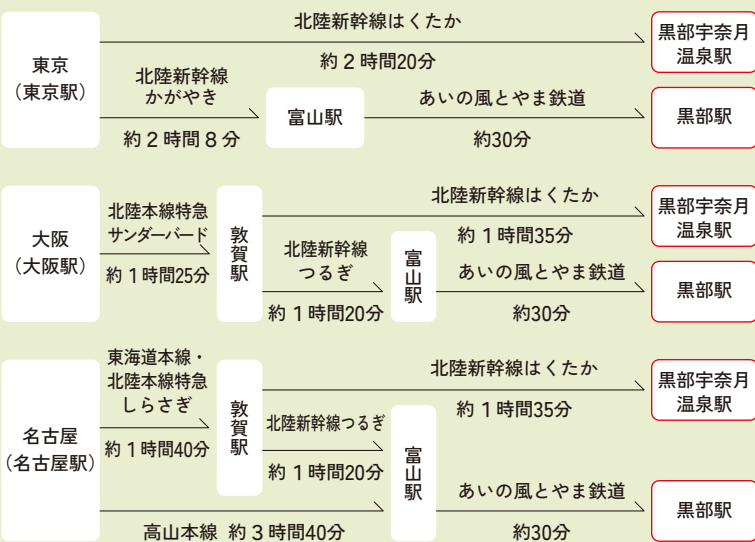 東京
(東京駅)
北陸新幹線はくたか
約2時間20分
黒部宇奈月
温泉駅
北陸新幹線
かがやき
約2時間8分
富山駅
あいの風とやま鉄道
約30分
黒部駅
大阪
(大阪駅)
北陸本線特急
サンダーバード
約1時間25分
敦賀駅
北陸新幹線はくたか
約1時間35分
黒部宇奈月
温泉駅
北陸新幹線
つるぎ
約1時間20分
富山駅
あいの風とやま鉄道
約30分
黒部駅
名古屋
(名古屋駅)
東海道本線・
北陸本線特急
しらさぎ
約1時間40分
敦賀駅
北陸新幹線はくたか
約1時間35分
黒部宇奈月
温泉駅
北陸新幹線つるぎ
約1時間20分
富山駅
あいの風とやま鉄道
約30分
黒部駅
高山本線 約3時間40分